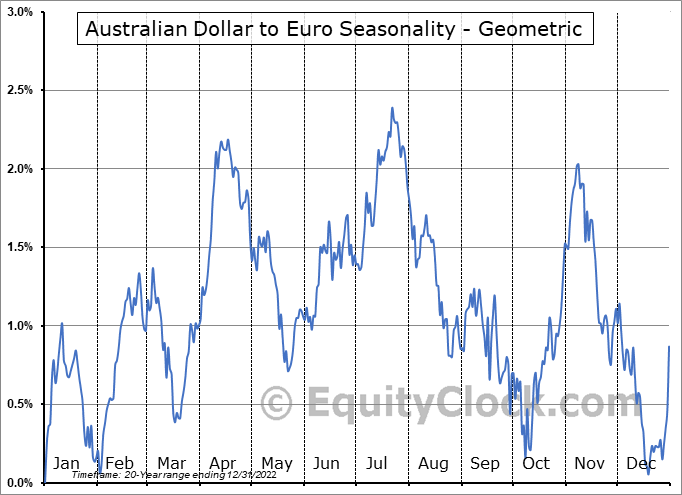 Australian Dollar to Euro Seasonality - Geometric
3.0%
2.5%
2.0%
1.5%
1.0%
0.5%
0.0%
© EquityClock.com
Jan Feb Mar Apr May Jun Jul Aug Sep Oct Nov Dec
Timeframe: 20-Year range ending 12/31/2022